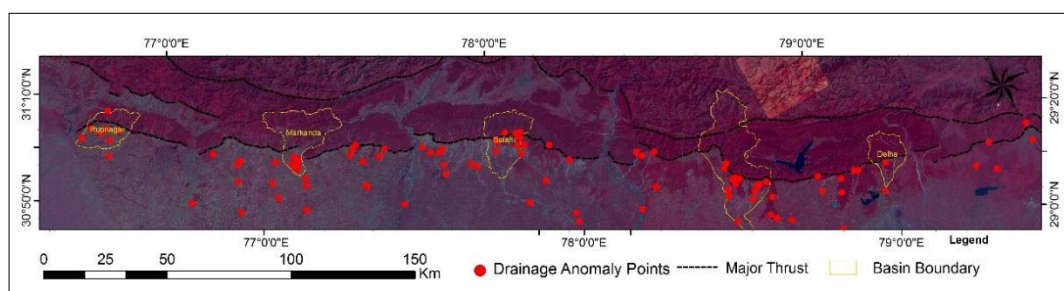 77°0'0"E 78°0'0"E 79°0'0"E
31°10'0"N
29°20'0"N
Rupnagar
Markanda
Solani
Delha
30°50'0"N
29°0'0"N
77°0'0"E 78°0'0"E 79°0'0"E
Legend
0 25 50 100 150
Km
Drainage Anomaly Points Major Thrust Basin Boundary